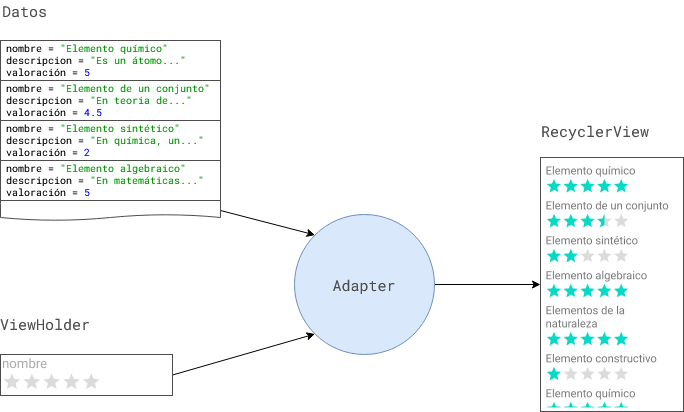 Datos
nombre = "Elemento químico"
descripcion = "Es un átomo..."
valoración = 5
nombre = "Elemento de un conjunto"
descripcion = "En teoria de..."
valoración = 4.5
nombre = "Elemento sintético"
descripcion = "En química, un..."
valoración = 2
nombre = "Elemento algebraico"
descripcion = "En matemáticas..."
valoración = 5
ViewHolder
nombre
Adapter
RecyclerView
Elemento químico
Elemento de un conjunto
Elemento sintético
Elemento algebraico
Elementos de la
naturaleza
Elemento constructivo
Elemento químico